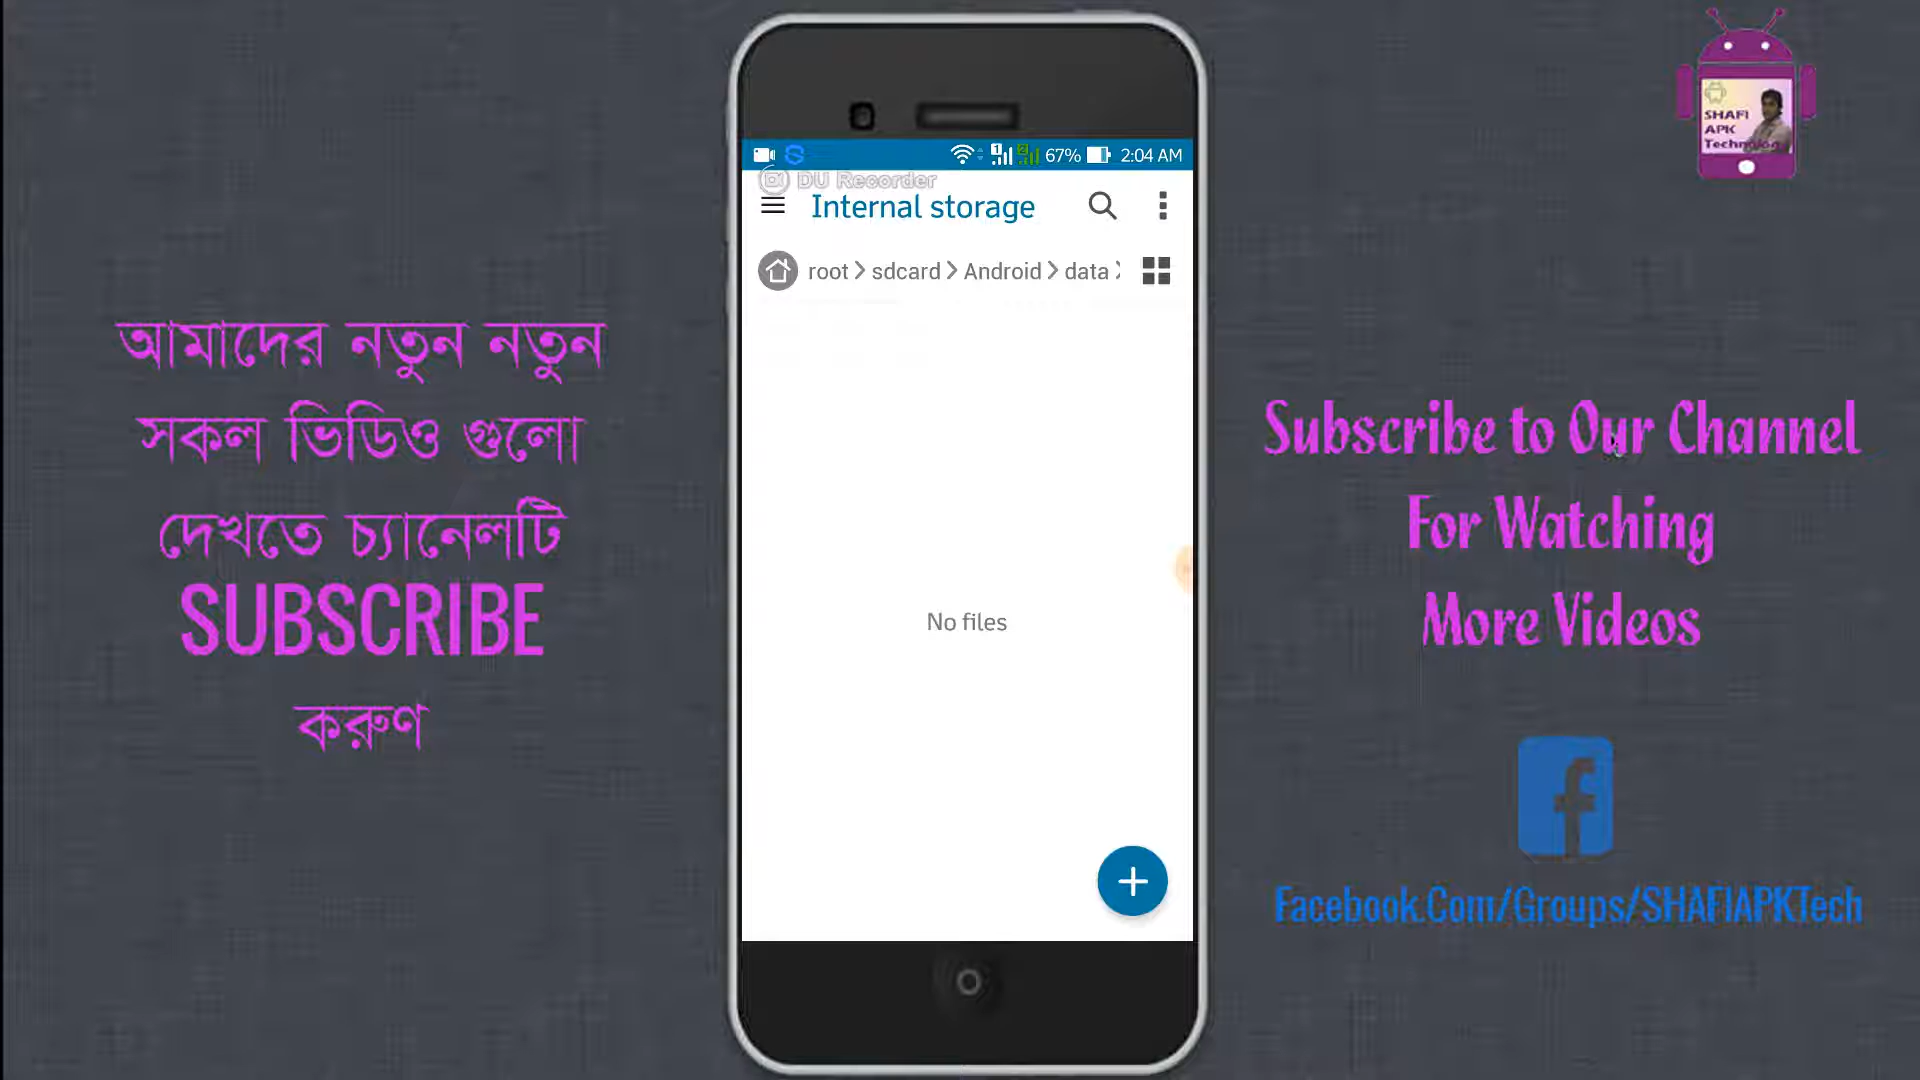 SHAFI
APK
Technology
67% 2:04 AM
DU Recorder
Internal storage
root > sdcard > Android > data
No files
আমাদের নতুন নতুন
সকল ভিডিও গুলো
দেখতে চ্যানেলটি
SUBSCRIBE
করুণ
Subscribe to Our Channel
For Watching
More Videos
Facebook.Com/Groups/SHAFIAPKTech